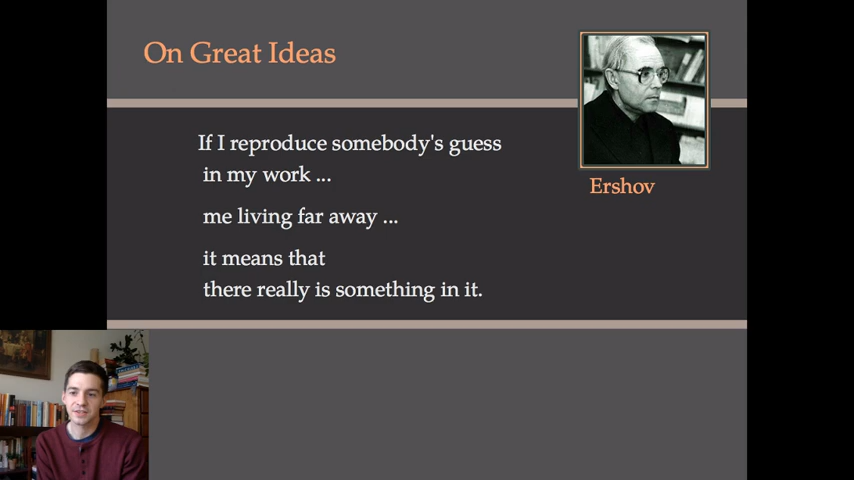 On Great Ideas
If I reproduce somebody's guess
in my work ...
me living far away ...
it means that
there really is something in it.
Ershov